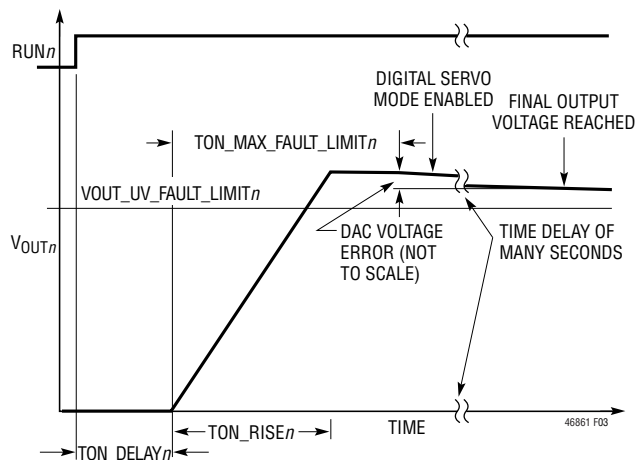 RUNn
DIGITAL SERVO
MODE ENABLED
FINAL OUTPUT
VOLTAGE REACHED
TON_MAX_FAULT_LIMITn
VOUT_UV_FAULT_LIMITn
VOUTn
DAC VOLTAGE
ERROR (NOT
TO SCALE)
TIME DELAY OF
MANY SECONDS
TON_RISEn
TIME
46861 F03
TON_DELAYn